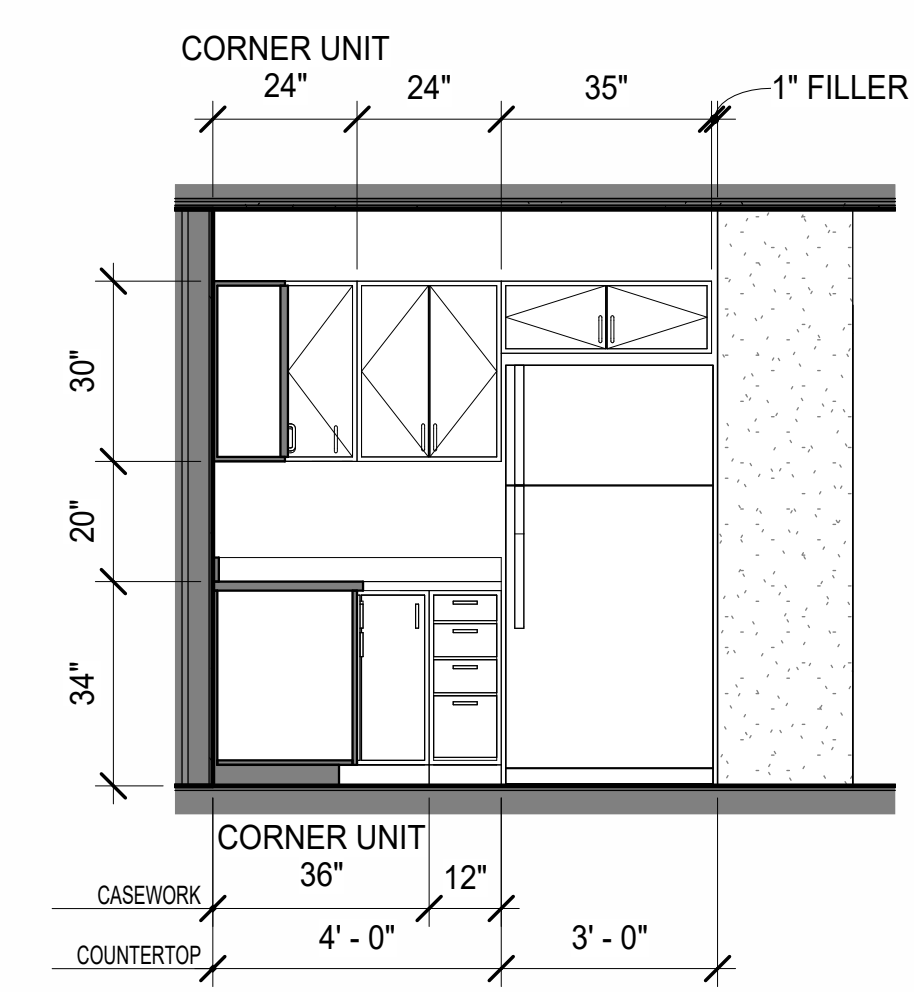 CORNER UNIT
24" 24" 35" 1" FILLER
30"
20"
34"
CORNER UNIT
36" 12"
CASEWORK
4' - 0" 3' - 0"
COUNTERTOP